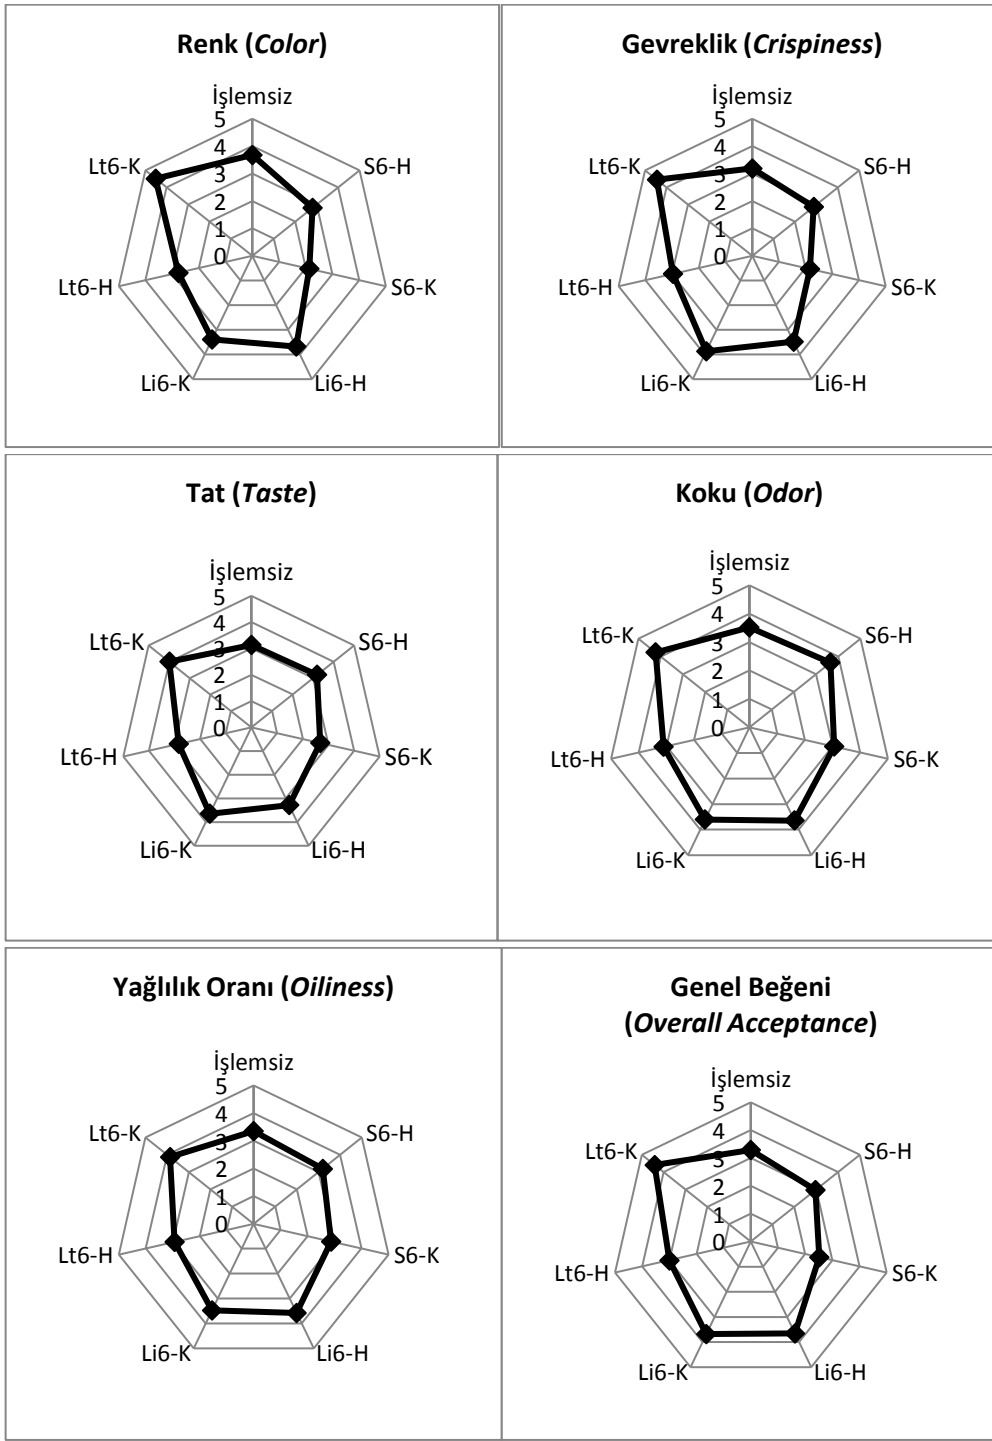 Renk (Color)
İşlemsiz
5
4
3
2
1
0
S6-H
S6-K
Li6-H
Li6-K
Lt6-H
Lt6-K
Gevreklik (Crispiness)
İşlemsiz
5
4
3
2
1
0
S6-H
S6-K
Li6-H
Li6-K
Lt6-H
Lt6-K
Tat (Taste)
İşlemsiz
5
4
3
2
1
0
S6-H
S6-K
Li6-H
Li6-K
Lt6-H
Lt6-K
Koku (Odor)
İşlemsiz
5
4
3
2
1
0
S6-H
S6-K
Li6-H
Li6-K
Lt6-H
Lt6-K
Yağlılık Oranı (Oiliness)
İşlemsiz
5
4
3
2
1
0
S6-H
S6-K
Li6-H
Li6-K
Lt6-H
Lt6-K
Genel Beğeni
(Overall Acceptance)
İşlemsiz
5
4
3
2
1
0
S6-H
S6-K
Li6-H
Li6-K
Lt6-H
Lt6-K